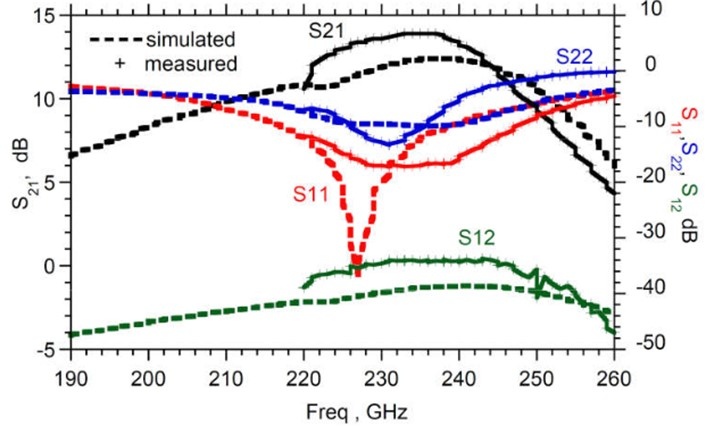 15
10
5
0
-5
S21, dB
simulated
measured
S21
S22
S11
S12
10
0
-10
-20
-30
-40
-50
S11,S22, S12 dB
190 200 210 220 230 240 250 260
Freq , GHz